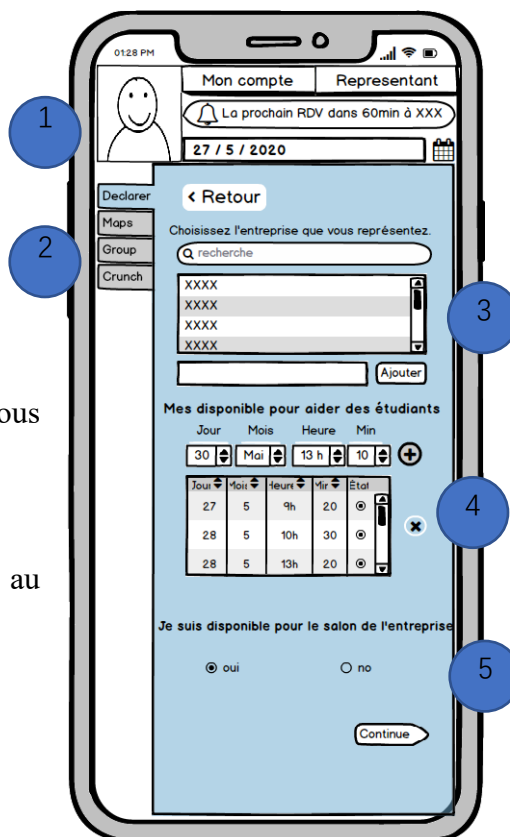 01:28 PM
Mon compte Representant
1
La prochain RDV dans 60min à XXX
27 / 5 / 2020
Declarer
Maps
Group
Crunch
2
< Retour
Choisissez l'entreprise que vous représentez.
recherche
XXXX
XXXX
XXXX
XXXX
3
Ajouter
ous
Mes disponible pour aider des étudiants
Jour Mois Heure Min
30 Mai 13 h 10
Jour Mois Heure Min État
27 5 9h 20
28 5 10h 30
28 5 13h 20
4
au
Je suis disponible pour le salon de l'entreprise
oui no
5
Continue